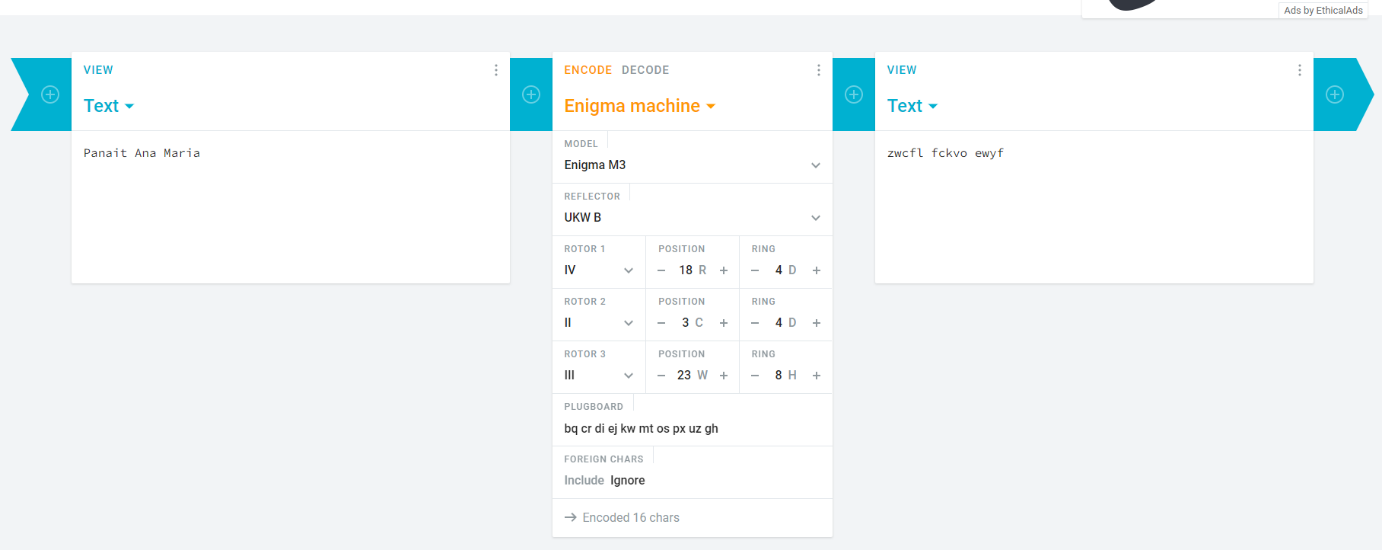 Ads by EthicalAds
VIEW
Text
Panait Ana Maria
ENCODE DECODE
Enigma machine
MODEL
Enigma M3
REFLECTOR
UKW B
ROTOR 1 POSITION RING
IV − 18 R + − 4 D +
ROTOR 2 POSITION RING
II − 3 C + − 4 D +
ROTOR 3 POSITION RING
III − 23 W + − 8 H +
PLUGBOARD
bq cr di ej kw mt os px uz gh
FOREIGN CHARS
Include Ignore
→ Encoded 16 chars
VIEW
Text
zwcfl fckvo ewyf